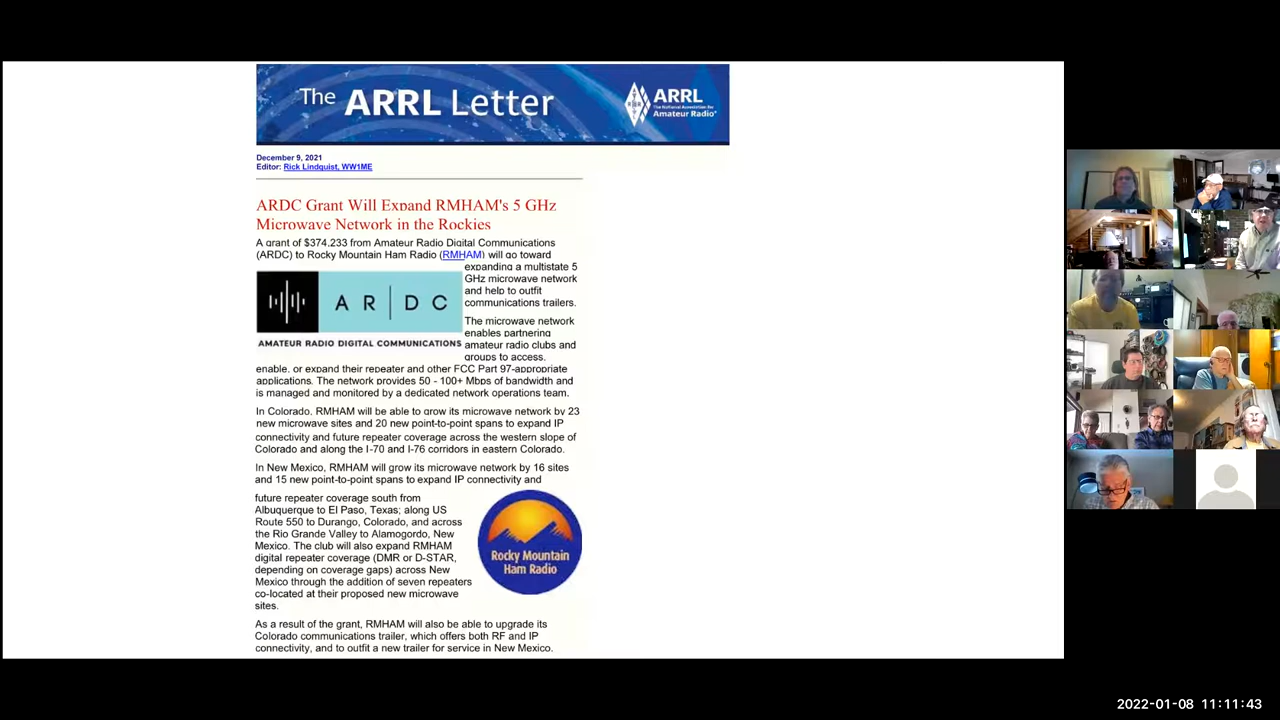 The ARRL Letter
ARRL
The National Association for
Amateur Radio®
December 9, 2021
Editor: Rick Lindquist, WW1ME
ARDC Grant Will Expand RMHAM's 5 GHz
Microwave Network in the Rockies
A grant of $374,233 from Amateur Radio Digital Communications
(ARDC) to Rocky Mountain Ham Radio (RMHAM) will go toward
expanding a multistate 5
GHz microwave network
and help to outfit
communications trailers.
ARDC
AMATEUR RADIO DIGITAL COMMUNICATIONS
The microwave network
enables partnering
amateur radio clubs and
groups to access,
enable, or expand their repeater and other FCC Part 97-appropriate
applications. The network provides 50 - 100+ Mbps of bandwidth and
is managed and monitored by a dedicated network operations team.
In Colorado, RMHAM will be able to grow its microwave network by 23
new microwave sites and 20 new point-to-point spans to expand IP
connectivity and future repeater coverage across the western slope of
Colorado and along the I-70 and I-76 corridors in eastern Colorado.
In New Mexico, RMHAM will grow its microwave network by 16 sites
and 15 new point-to-point spans to expand IP connectivity and
future repeater coverage south from
Albuquerque to El Paso, Texas; along US
Route 550 to Durango, Colorado, and across
the Rio Grande Valley to Alamogordo, New
Mexico. The club will also expand RMHAM
digital repeater coverage (DMR or D-STAR,
depending on coverage gaps) across New
Mexico through the addition of seven repeaters
co-located at their proposed new microwave
sites.
Rocky Mountain
Ham Radio
As a result of the grant, RMHAM will also be able to upgrade its
Colorado communications trailer, which offers both RF and IP
connectivity, and to outfit a new trailer for service in New Mexico.
2022-01-08 11:11:43